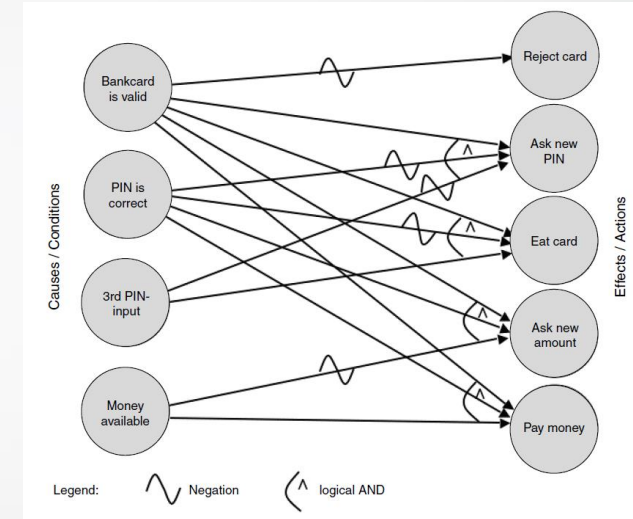 Causes / Conditions
Bankcard
is valid
PIN is
correct
3rd PIN-
input
Money
available
Reject card
Ask new
PIN
Eat card
Ask new
amount
Pay money
Effects / Actions
^
^
^
^
Legend:
Negation
^
logical AND